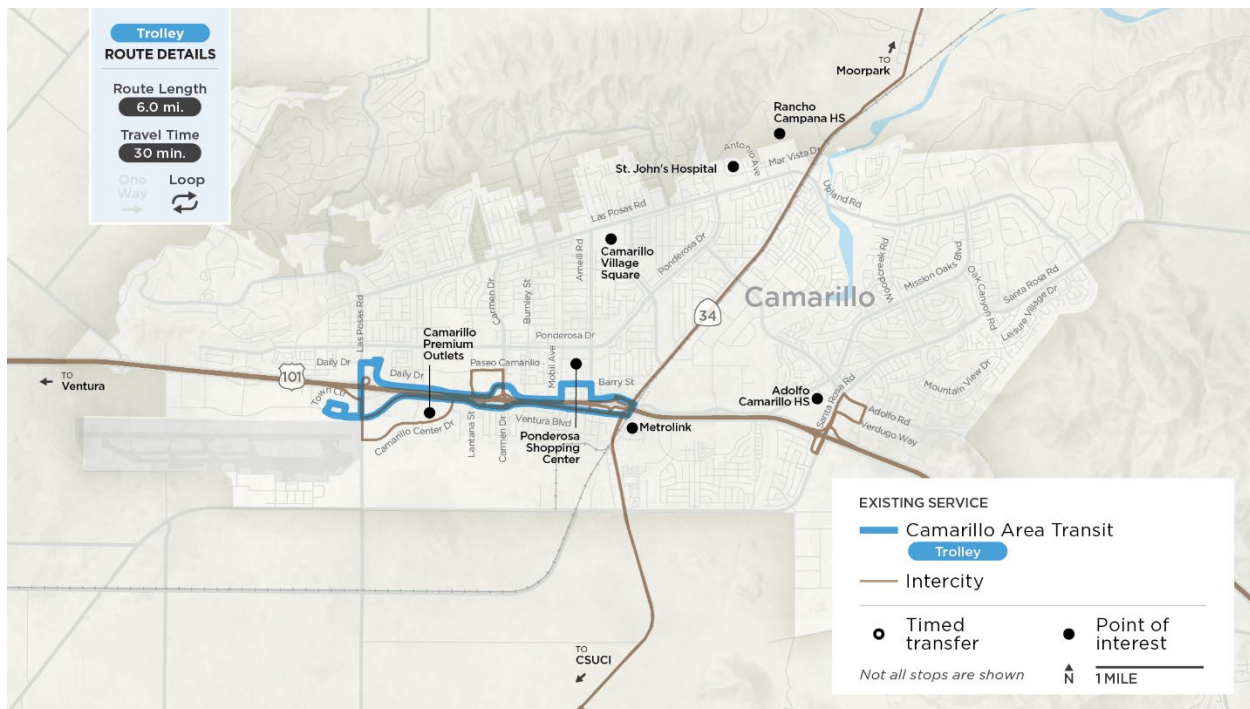 Trolley
ROUTE DETAILS
Route Length
6.0 mi.
Travel Time
30 min.
One
Way
Loop
TO
Moorpark
Rancho
Campana HS
Antonio Ave
Mar Vista Dr
St. John's Hospital
Upland Rd
Las Posas Rd
Camarillo
Village
Square
Arneill Rd
Ponderosa Dr
Woodcreek Rd
Mission Oaks Blvd
Oak Canyon Rd
Santa Rosa Rd
Leisure Village Dr
Camarillo
34
Carmen Dr
Burnley St
Las Posas Rd
Camarillo
Premium
Outlets
Ponderosa Dr
Mobil Ave
Paseo Camarillo
Daily Dr
Daily Dr
Barry St
Mountain View Dr
TO
Ventura
101
Town Ctr
Adolfo
Camarillo HS
Santa Rosa Rd
Adolfo Rd
Verdugo Way
Camarillo Center Dr
Lantana St
Carmen Dr
Ventura Blvd
Ponderosa
Shopping
Center
Metrolink
TO
CSUCI
EXISTING SERVICE
Camarillo Area Transit
Trolley
Intercity
Timed
transfer
Point of
interest
Not all stops are shown
N
1 MILE